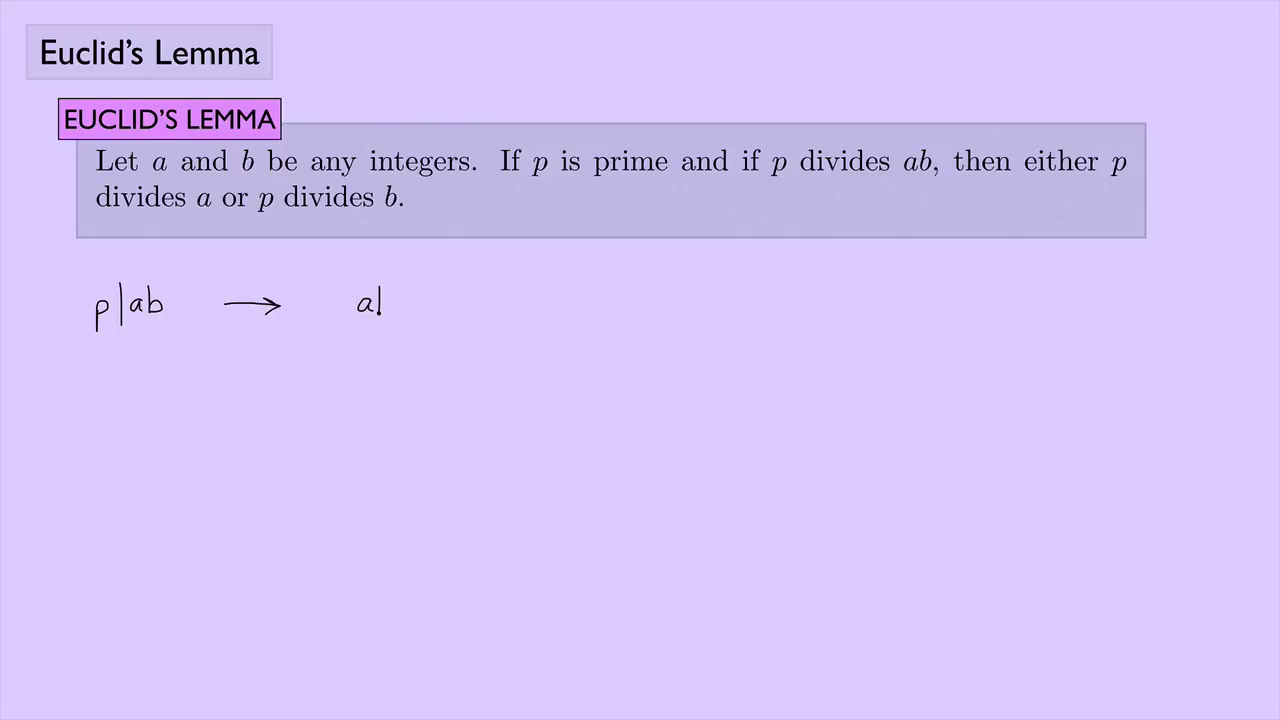 Euclid's Lemma
EUCLID'S LEMMA
Let a and b be any integers. If p is prime and if p divides ab, then either p
divides a or p divides b.
p|ab → al